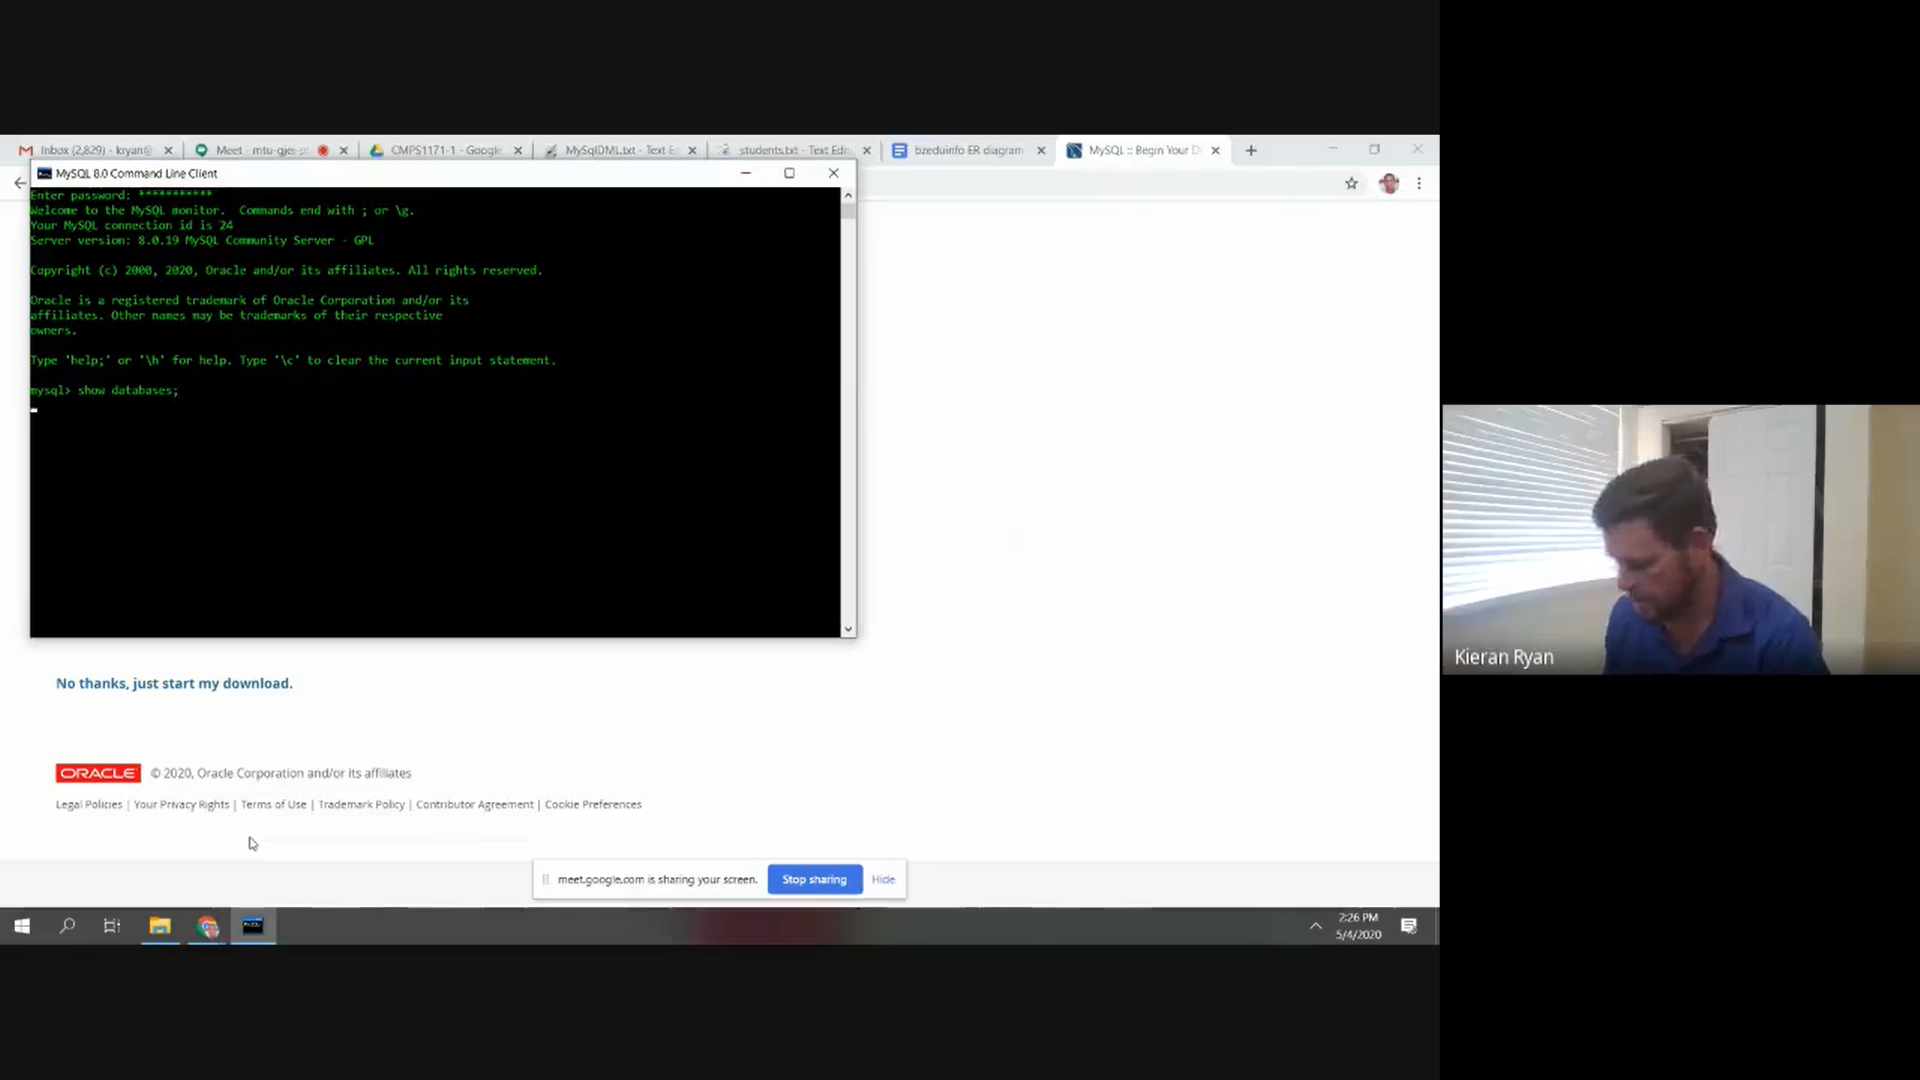 Inbox (2,829) - kryan@
Meet - mtu-gjei-p
CMPS1171-1 - Google
MySqlDML.txt - Text Ed
students.txt - Text Edit
bzeduinfo ER diagram
MySQL :: Begin Your D
MySQL 8.0 Command Line Client
Enter password: ***********
Welcome to the MySQL monitor.  Commands end with ; or \g.
Your MySQL connection id is 24
Server version: 8.0.19 MySQL Community Server - GPL
Copyright (c) 2000, 2020, Oracle and/or its affiliates. All rights reserved.
Oracle is a registered trademark of Oracle Corporation and/or its
affiliates. Other names may be trademarks of their respective
owners.
Type 'help;' or '\h' for help. Type '\c' to clear the current input statement.
mysql> show databases;
Kieran Ryan
No thanks, just start my download.
ORACLE © 2020, Oracle Corporation and/or its affiliates
Legal Policies | Your Privacy Rights | Terms of Use | Trademark Policy | Contributor Agreement | Cookie Preferences
meet.google.com is sharing your screen. Stop sharing Hide
2:26 PM
5/4/2020